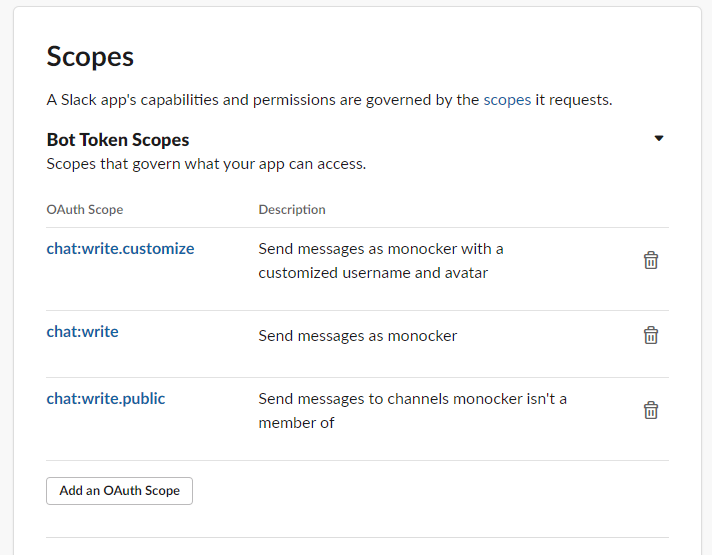 Scopes
A Slack app's capabilities and permissions are governed by the scopes it requests.
Bot Token Scopes
Scopes that govern what your app can access.
OAuth Scope Description
chat:write.customize Send messages as monocker with a
customized username and avatar
chat:write Send messages as monocker
chat:write.public Send messages to channels monocker isn't a
member of
Add an OAuth Scope